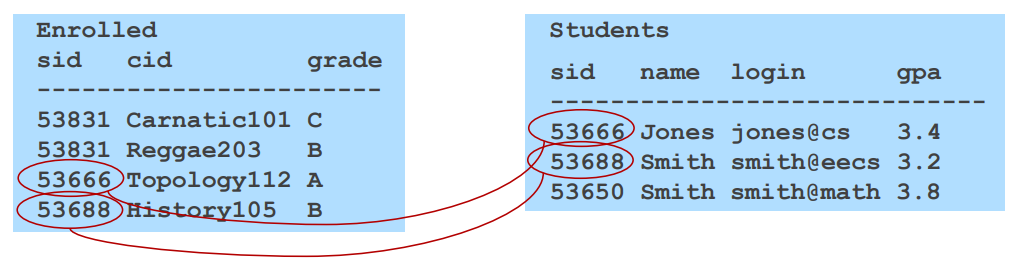 Enrolled
sid cid grade
-----------------------
53831 Carnatic101 C
53831 Reggae203 B
53666 Topology112 A
53688 History105 B
Students
sid name login gpa
-----------------------------
53666 Jones jones@cs 3.4
53688 Smith smith@eecs 3.2
53650 Smith smith@math 3.8